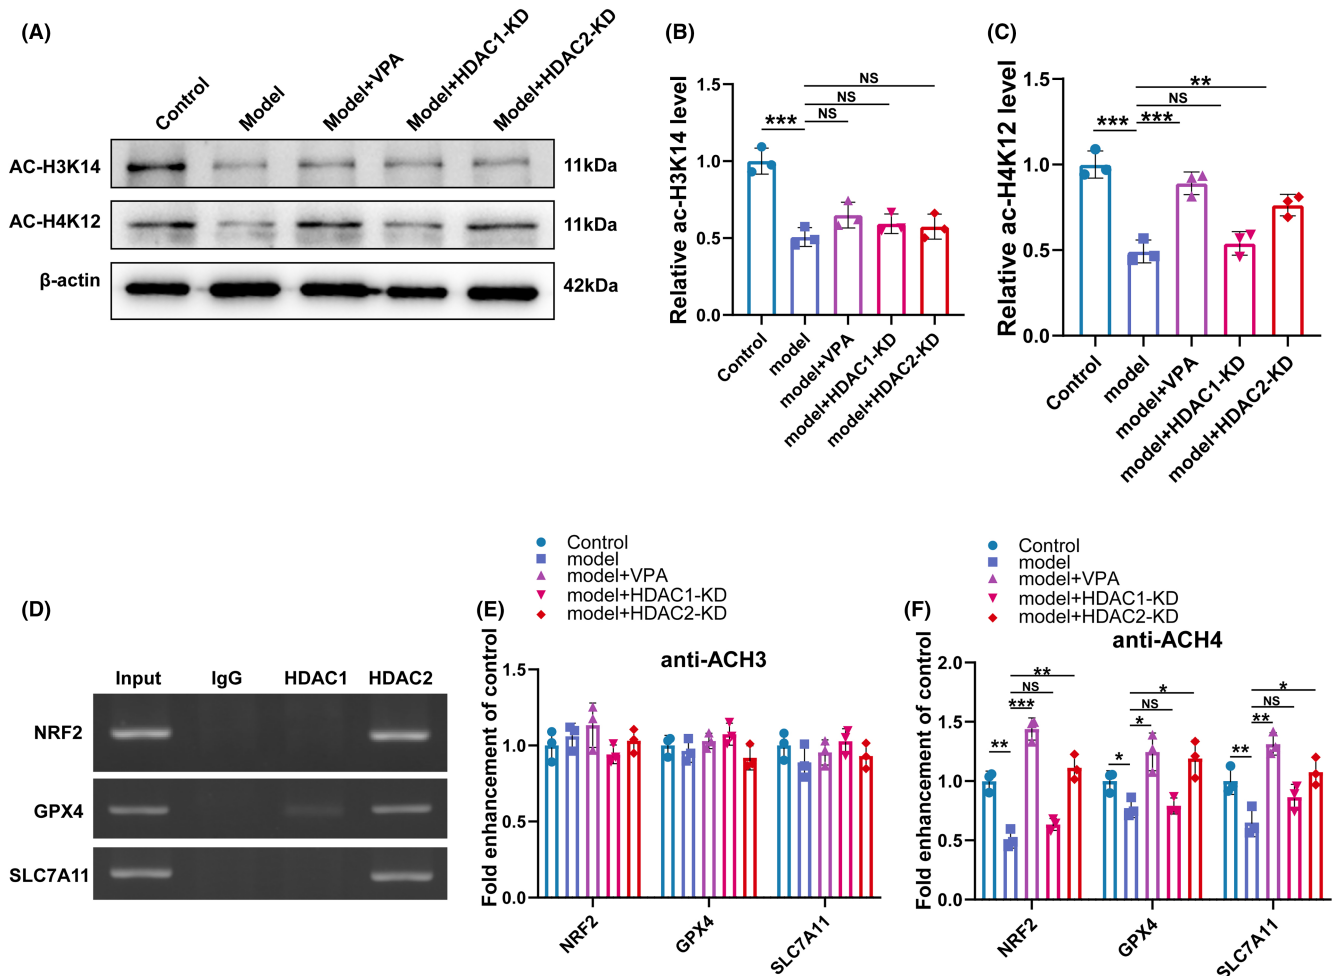 (A)
Control
Model
Model+VPA
Model+HDAC1-KD
Model+HDAC2-KD
AC-H3K14
11kDa
AC-H4K12
11kDa
β-actin
42kDa
(B)
Relative ac-H3K14 level
1.5
1.0
0.5
0.0
NS
NS
NS
***
Control
model
model+VPA
model+HDAC1-KD
model+HDAC2-KD
(C)
Relative ac-H4K12 level
1.5
1.0
0.5
0.0
**
NS
*** ***
Control
model
model+VPA
model+HDAC1-KD
model+HDAC2-KD
(D)
Input IgG HDAC1 HDAC2
NRF2
GPX4
SLC7A11
(E)
Control
model
model+VPA
model+HDAC1-KD
model+HDAC2-KD
anti-ACH3
Fold enhancement of control
1.5
1.0
0.5
0.0
NRF2
GPX4
SLC7A11
(F)
Control
model
model+VPA
model+HDAC1-KD
model+HDAC2-KD
anti-ACH4
Fold enhancement of control
2.0
1.5
1.0
0.5
0.0
**
NS
***
**
*
NS
*
*
*
NS
**
**
NRF2
GPX4
SLC7A11